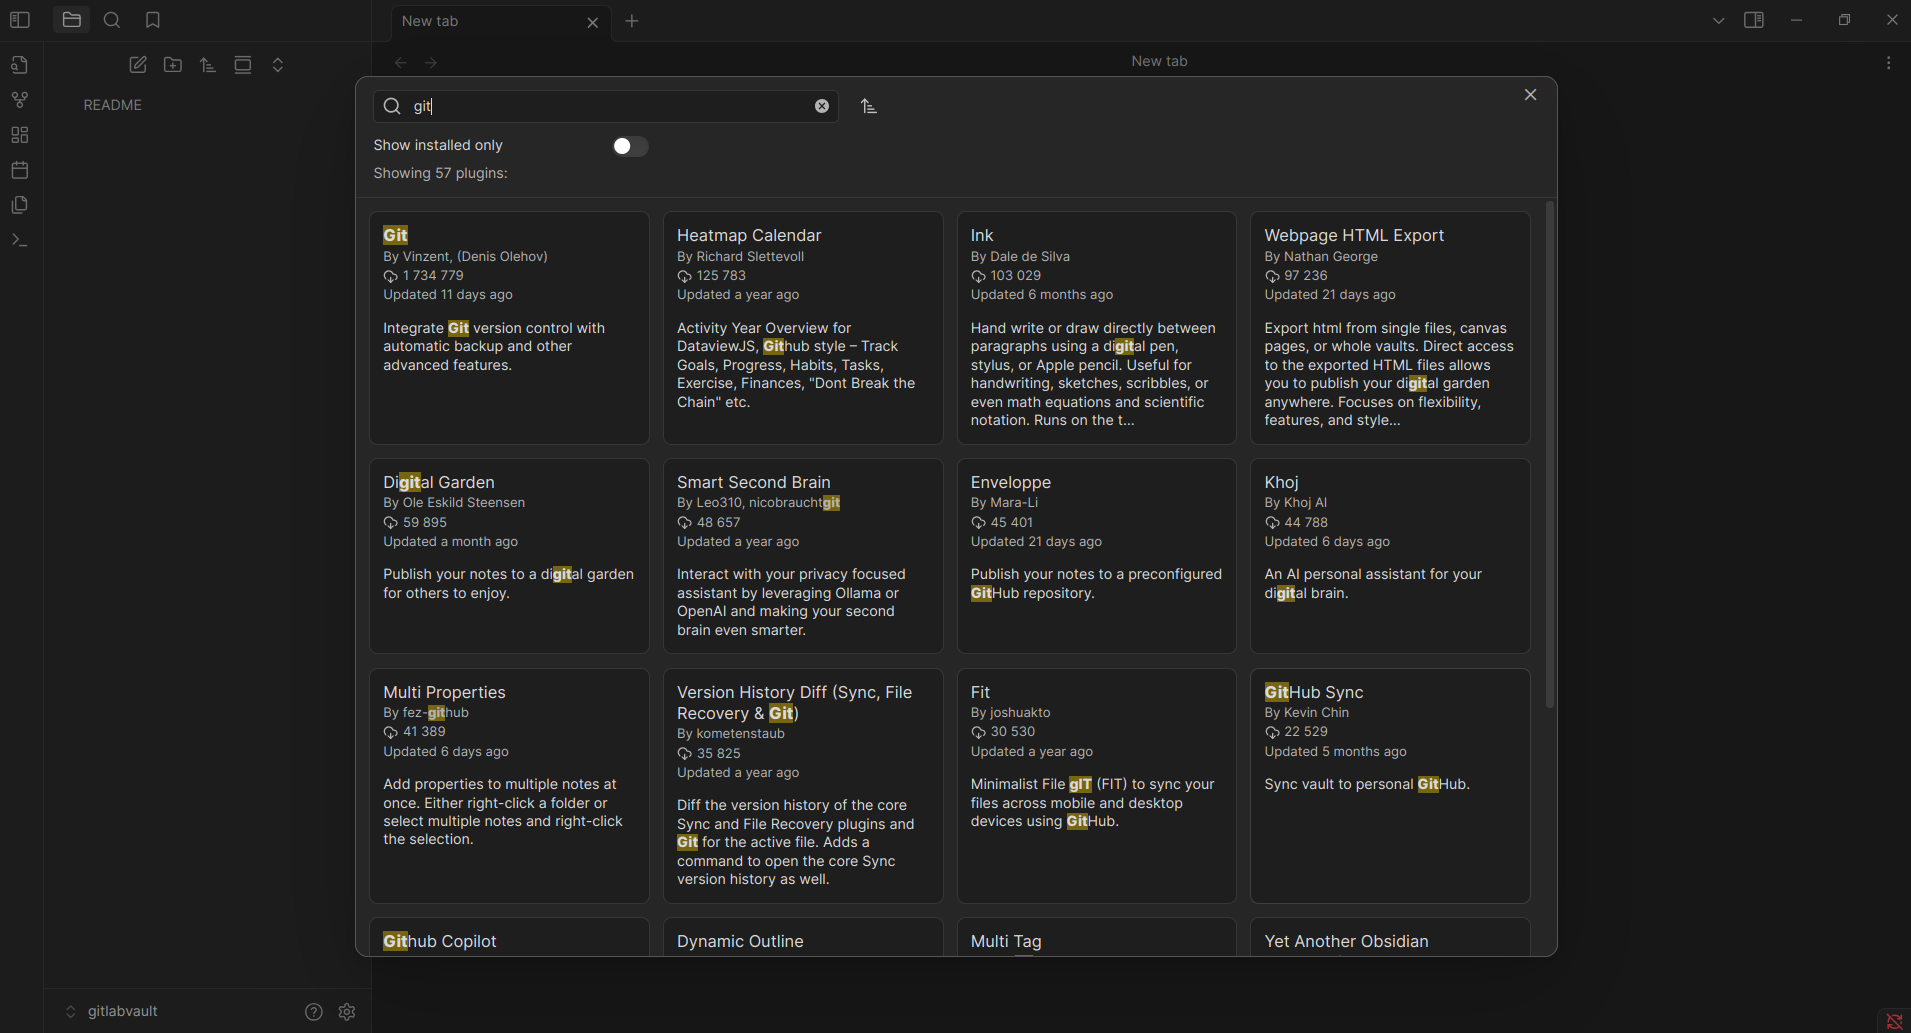 New tab
New tab
README
git
Show installed only
Showing 57 plugins:
Git
By Vinzent, (Denis Olehov)
1 734 779
Updated 11 days ago
Integrate Git version control with
automatic backup and other
advanced features.
Heatmap Calendar
By Richard Slettevoll
125 783
Updated a year ago
Activity Year Overview for
DataviewJS, Github style – Track
Goals, Progress, Habits, Tasks,
Exercise, Finances, "Dont Break the
Chain" etc.
Ink
By Dale de Silva
103 029
Updated 6 months ago
Hand write or draw directly between
paragraphs using a digital pen,
stylus, or Apple pencil. Useful for
handwriting, sketches, scribbles, or
even math equations and scientific
notation. Runs on the t...
Webpage HTML Export
By Nathan George
97 236
Updated 21 days ago
Export html from single files, canvas
pages, or whole vaults. Direct access
to the exported HTML files allows
you to publish your digital garden
anywhere. Focuses on flexibility,
features, and style...
Digital Garden
By Ole Eskild Steensen
59 895
Updated a month ago
Publish your notes to a digital garden
for others to enjoy.
Smart Second Brain
By Leo310, nicobrauchtgit
48 657
Updated a year ago
Interact with your privacy focused
assistant by leveraging Ollama or
OpenAI and making your second
brain even smarter.
Enveloppe
By Mara-Li
45 401
Updated 21 days ago
Publish your notes to a preconfigured
GitHub repository.
Khoj
By Khoj AI
44 788
Updated 6 days ago
An AI personal assistant for your
digital brain.
Multi Properties
By fez-github
41 389
Updated 6 days ago
Add properties to multiple notes at
once. Either right-click a folder or
select multiple notes and right-click
the selection.
Version History Diff (Sync, File
Recovery & Git)
By kometenstaub
35 825
Updated a year ago
Diff the version history of the core
Sync and File Recovery plugins and
Git for the active file. Adds a
command to open the core Sync
version history as well.
Fit
By joshuakto
30 530
Updated a year ago
Minimalist File gIT (FIT) to sync your
files across mobile and desktop
devices using GitHub.
GitHub Sync
By Kevin Chin
22 529
Updated 5 months ago
Sync vault to personal GitHub.
Github Copilot
Dynamic Outline
Multi Tag
Yet Another Obsidian
gitlabvault